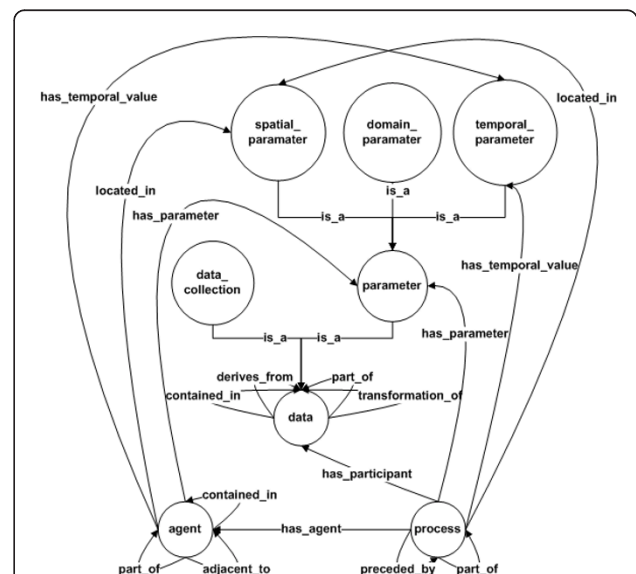 has_temporal_value
located_in
spatial_
paramater
domain_
paramater
temporal_
parameter
located_in
is_a
has_parameter
is_a
is_a
has_temporal_value
data_
collection
parameter
has_parameter
is_a
is_a
derives_from
part_of
contained_in
transformation_of
data
has_participant
contained_in
agent
has_agent
process
part_of
adjacent_to
preceded_by
part_of